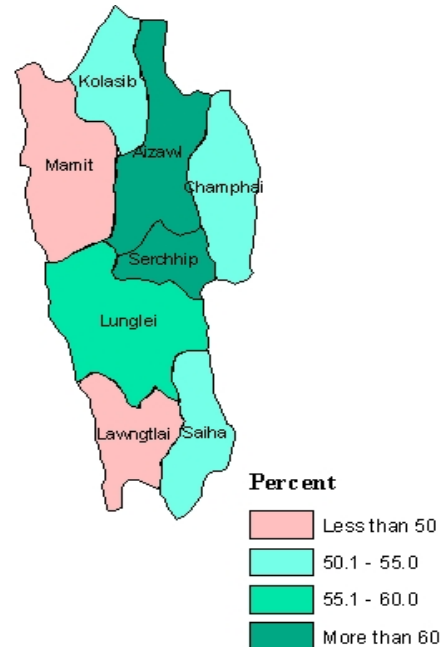 Kolasib
Aizawl
Mamit
Champhai
Serchhip
Lunglei
Lawngtlai
Saiha
Percent
Less than 50
50.1 - 55.0
55.1 - 60.0
More than 60